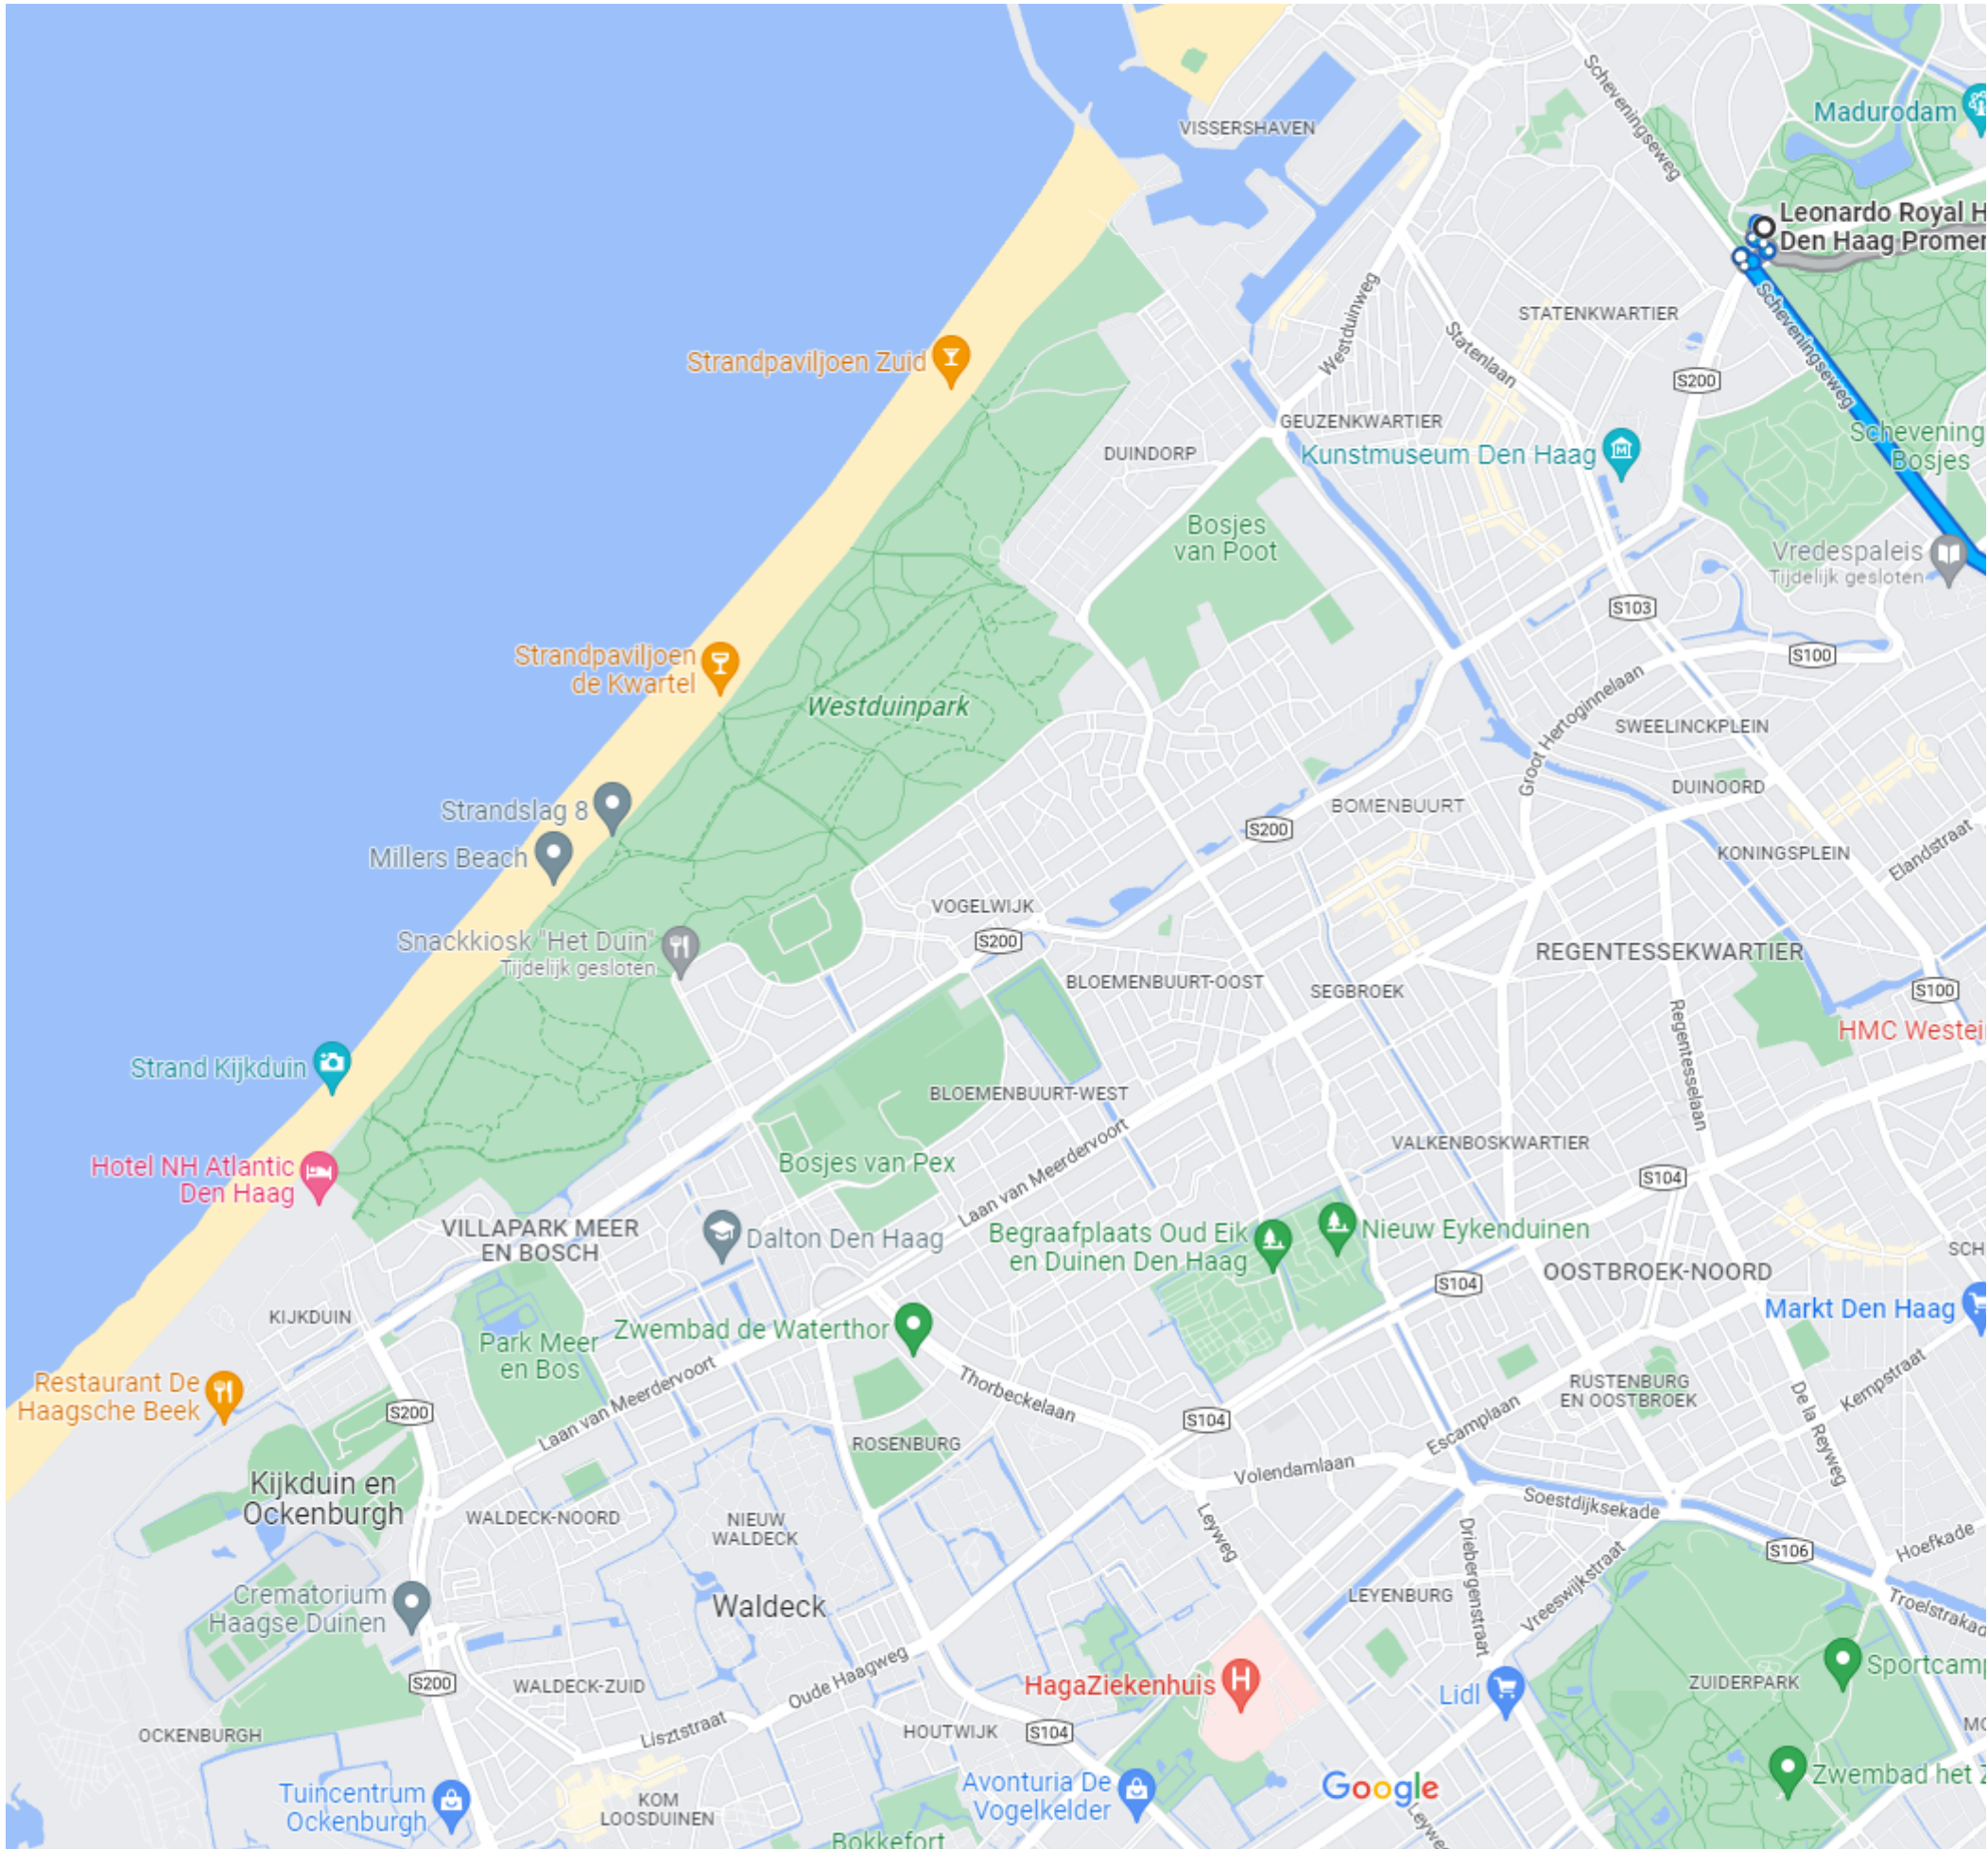 VISSERSHAVEN
Scheveningseweg
Madurodam
Leonardo Royal H
Den Haag Promen
Scheveningseweg
STATENKWARTIER
Westduinweg
Statenlaan
S200
Strandpaviljoen Zuid
GEUZENKWARTIER
Kunstmuseum Den Haag
Schevening
Bosjes
DUINDORP
Bosjes
van Poot
Vredespaleis
Tijdelijk gesloten
S103
S100
Strandpaviljoen
de Kwartel
Westduinpark
Groot Hertoginnelaan
SWEELINCKPLEIN
DUINOORD
Strandslag 8
Millers Beach
BOMENBUURT
S200
KONINGSPLEIN
Elandstraat
VOGELWIJK
S200
Snackkiosk "Het Duin"
Tijdelijk gesloten
REGENTESSEKWARTIER
BLOEMENBUURT-OOST
SEGBROEK
S100
Regentesselaan
HMC Westei
Strand Kijkduin
BLOEMENBUURT-WEST
Laan van Meerdervoort
VALKENBOSKWARTIER
Hotel NH Atlantic
Den Haag
Bosjes van Pex
S104
VILLAPARK MEER
EN BOSCH
Dalton Den Haag
Begraafplaats Oud Eik
en Duinen Den Haag
Nieuw Eykenduinen
SCH
OOSTBROEK-NOORD
S104
Markt Den Haag
KIJKDUIN
Park Meer
en Bos
Zwembad de Waterthor
Restaurant De
Haagsche Beek
S200
Laan van Meerdervoort
Thorbeckelaan
S104
Escamplaan
RUSTENBURG
EN OOSTBROEK
De la Reyweg
Kempstraat
ROSENBURG
Volendamlaan
Kijkduin en
Ockenburgh
WALDECK-NOORD
NIEUW
WALDECK
Leyweg
Soestdijksekade
Driebergenstraat
Vreeswijkstraat
S106
Hoefkade
Crematorium
Haagse Duinen
Waldeck
LEYENBURG
Troelstrakad
S200
WALDECK-ZUID
Oude Haagweg
HagaZiekenhuis
Lidl
ZUIDERPARK
Sportcamp
OCKENBURGH
Lisztstraat
HOUTWIJK
S104
MO
Tuincentrum
Ockenburgh
KOM
LOOSDUINEN
Avonturia De
Vogelkelder
Google
Leywe
Zwembad het Z
Bokkefort